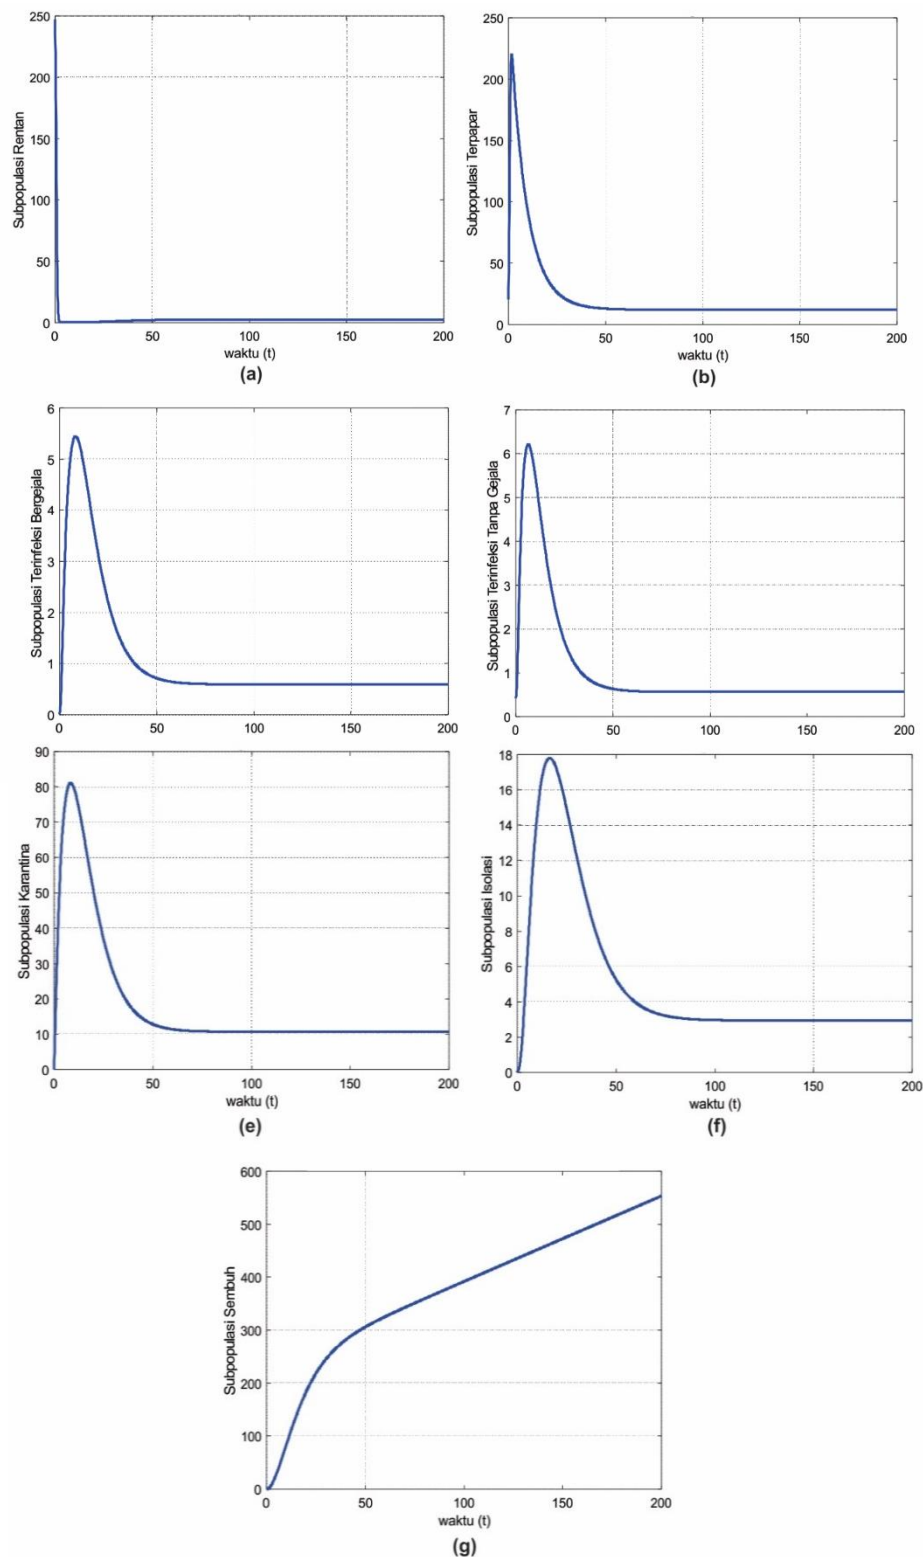 250
200
150
100
50
0
Subpopulasi Rentan
0 50 100 150 200
waktu (t)
(a)
250
200
150
100
50
0
Subpopulasi Terpapar
0 50 100 150 200
waktu (t)
(b)
6
5
4
3
2
1
0
Subpopulasi Terinfeksi Bergejala
0 50 100 150 200
7
6
5
4
3
2
1
0
Subpopulasi Terinfeksi Tanpa Gejala
0 50 100 150 200
90
80
70
60
50
40
30
20
10
0
Subpopulasi Karantina
0 50 100 150 200
waktu (t)
(e)
18
16
14
12
10
8
6
4
2
0
Subpopulasi Isolasi
0 50 100 150 200
waktu (t)
(f)
600
500
400
300
200
100
0
Subpopulasi Sembuh
0 50 100 150 200
waktu (t)
(g)